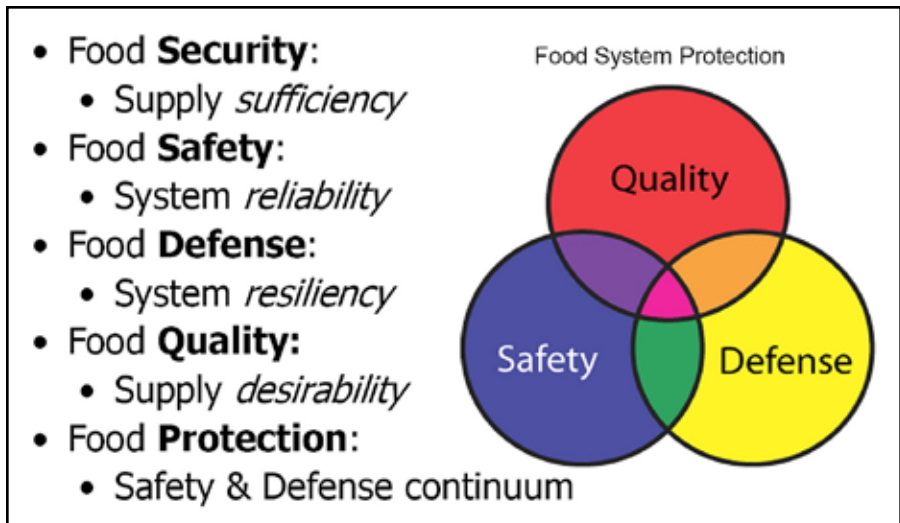 • Food Security:
• Supply sufficiency
• Food Safety:
• System reliability
• Food Defense:
• System resiliency
• Food Quality:
• Supply desirability
• Food Protection:
• Safety & Defense continuum
Food System Protection
Quality
Safety
Defense